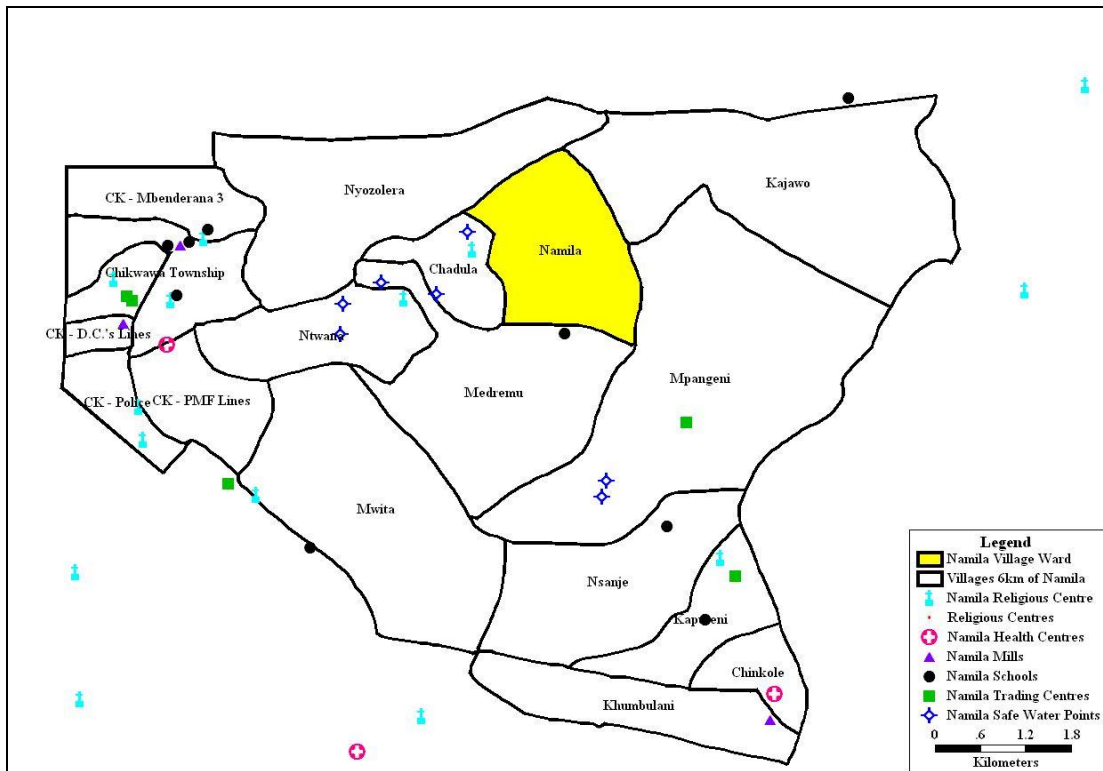 CK - Mbenderana 3
Nyozolera
Kajawo
Namila
Chadula
Chikwawa Township
CK - D.C.'s Lines
Ntwana
Mpangeni
Medremu
CK - Police
CK - PMF Lines
Mwita
Nsanje
Chinkole
Khumbulani
Legend
Namila Village Ward
Villages 6km of Namila
Namila Religious Centre
Religious Centres
Namila Health Centres
Namila Mills
Namila Schools
Namila Trading Centres
Namila Safe Water Points
0 .6 1.2 1.8
Kilometers